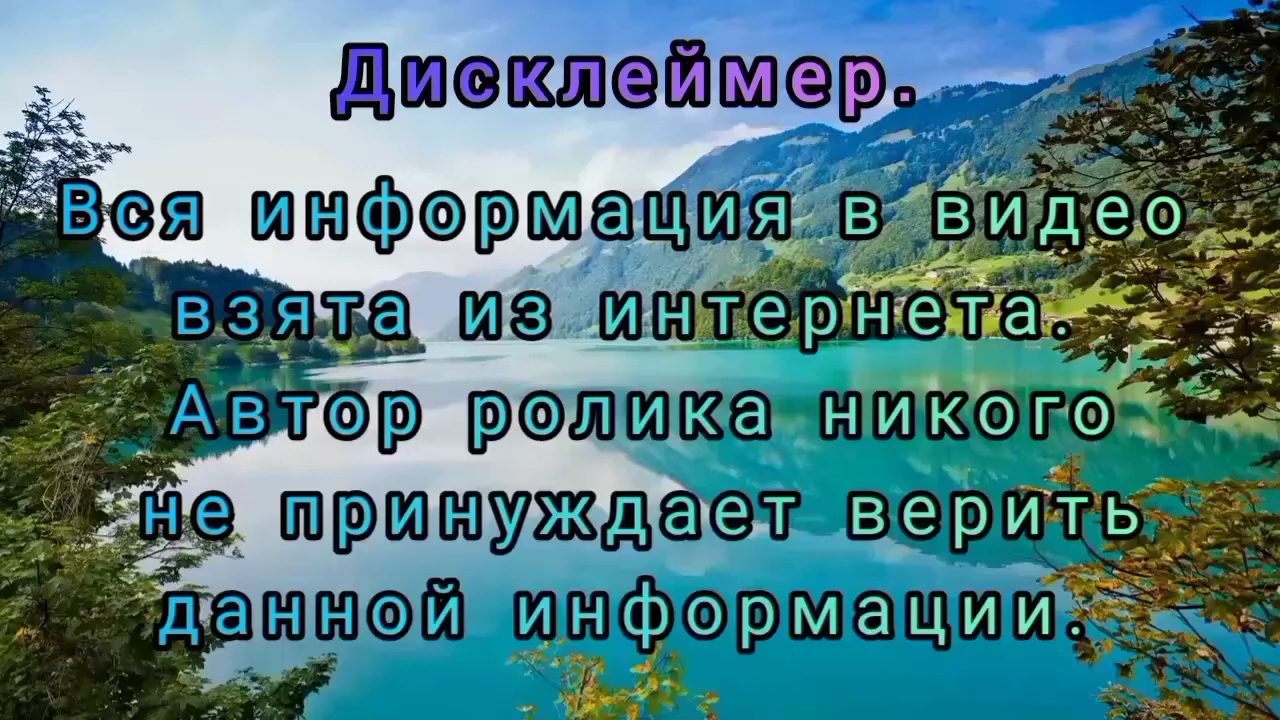 Дисклеймер.
Вся информация в видео
взята из интернета.
Автор ролика никого
не принуждает верить
данной информации.